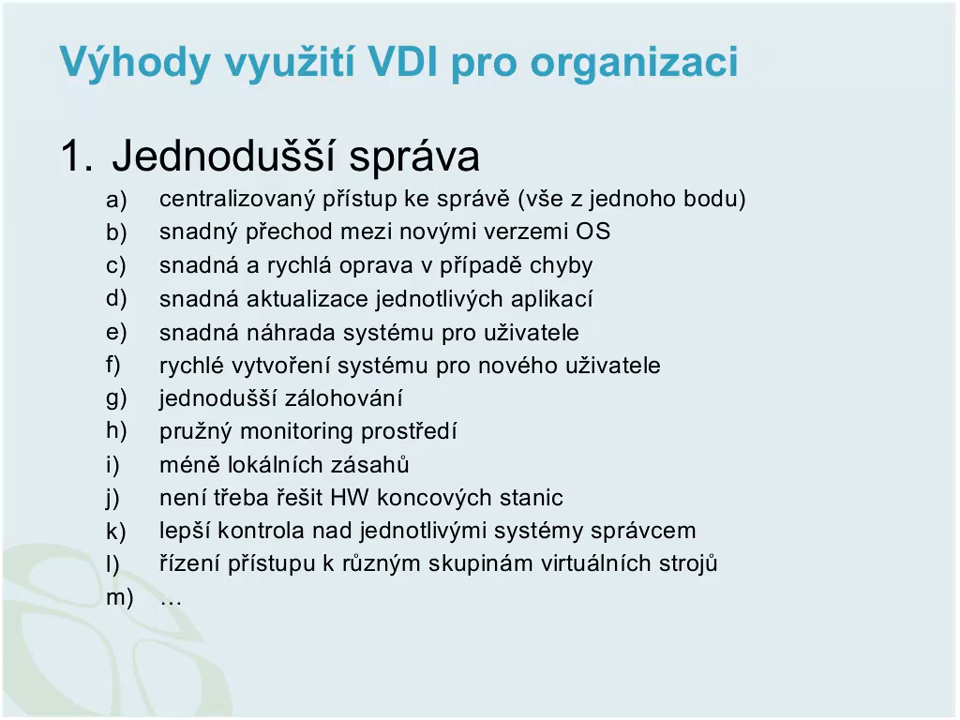 Výhody využití VDI pro organizaci
1. Jednodušší správa
a) centralizovaný přístup ke správě (vše z jednoho bodu)
b) snadný přechod mezi novými verzemi OS
c) snadná a rychlá oprava v případě chyby
d) snadná aktualizace jednotlivých aplikací
e) snadná náhrada systému pro uživatele
f) rychlé vytvoření systému pro nového uživatele
g) jednodušší zálohování
h) pružný monitoring prostředí
i) méně lokálních zásahů
j) není třeba řešit HW koncových stanic
k) lepší kontrola nad jednotlivými systémy správcem
l) řízení přístupu k různým skupinám virtuálních strojů
m) …